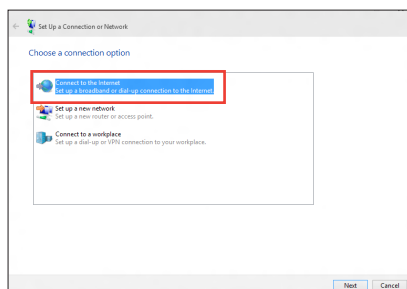 Set Up a Connection or Network
Choose a connection option
Connect to the Internet
Set up a broadband or dial-up connection to the Internet.
Set up a new network
Set up a new router or access point.
Connect to a workplace
Set up a dial-up or VPN connection to your workplace.
Next Cancel